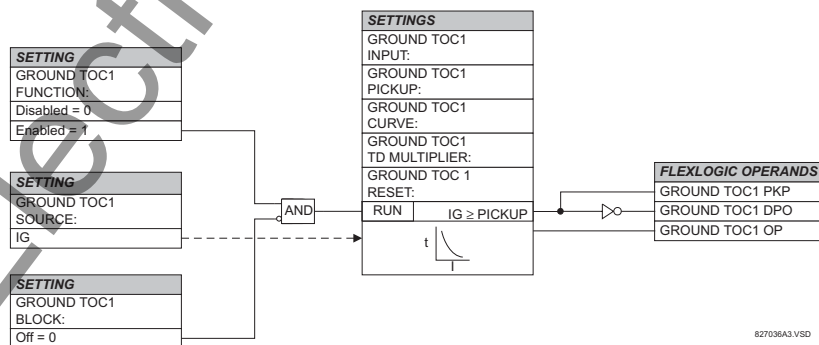 SETTING
GROUND TOC1
FUNCTION:
Disabled = 0
Enabled = 1
SETTING
GROUND TOC1
SOURCE:
IG
SETTING
GROUND TOC1
BLOCK:
Off = 0
AND
SETTINGS
GROUND TOC1
INPUT:
GROUND TOC1
PICKUP:
GROUND TOC1
CURVE:
GROUND TOC1
TD MULTIPLIER:
GROUND TOC 1
RESET:
RUN
IG ≥ PICKUP
t
I
FLEXLOGIC OPERANDS
GROUND TOC1 PKP
GROUND TOC1 DPO
GROUND TOC1 OP
827036A3.VSD